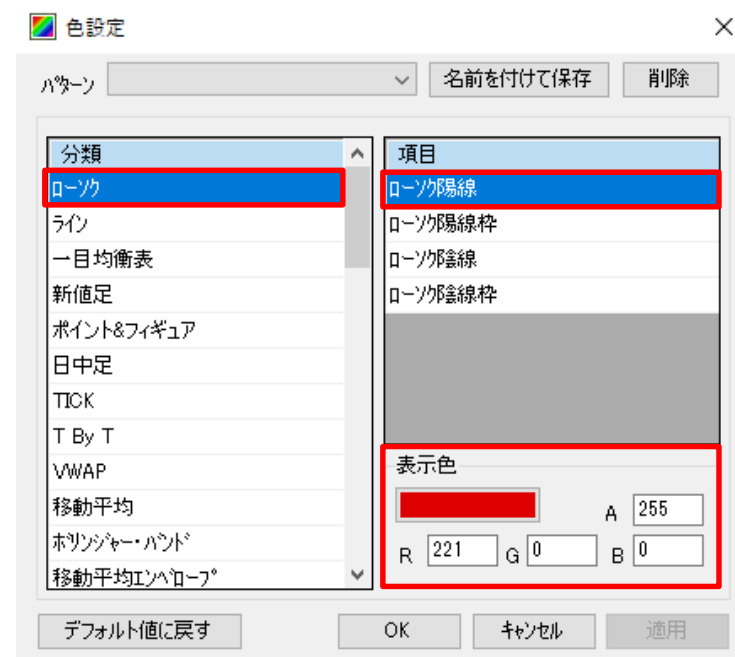 色設定
パターン 名前を付けて保存 削除
分類
ローソク
ライン
一目均衡表
新値足
ポイント&フィギュア
日中足
TICK
T By T
VWAP
移動平均
ボリンジャー・バンド
移動平均エンベロープ
項目
ローソク陽線
ローソク陽線枠
ローソク陰線
ローソク陰線枠
表示色
A 255
R 221 G 0 B 0
デフォルト値に戻す OK キャンセル 適用